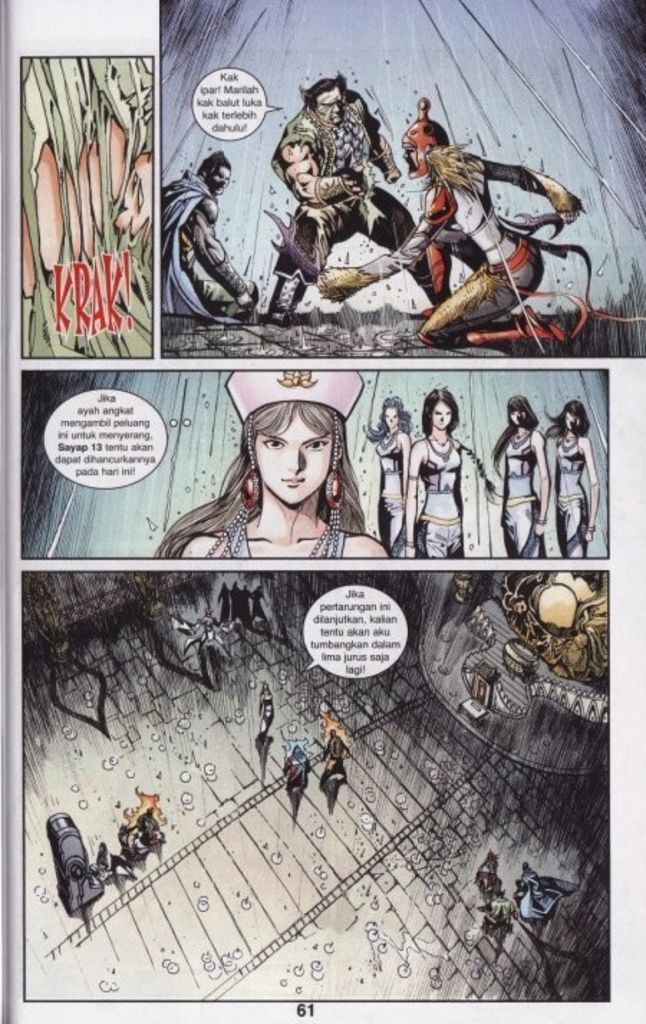 Kak
ipar! Marilah
kak balut luka
kak terlebih
dahulu!
KRAK!
Jika
ayah angkat
mengambil peluang
ini untuk menyerang,
Sayap 13 tentu akan
dapat dihancurkannya
pada hari ini!
Jika
pertarungan ini
dilanjutkan, kalian
tentu akan aku
tumbangkan dalam
lima jurus saja
lagi!
61